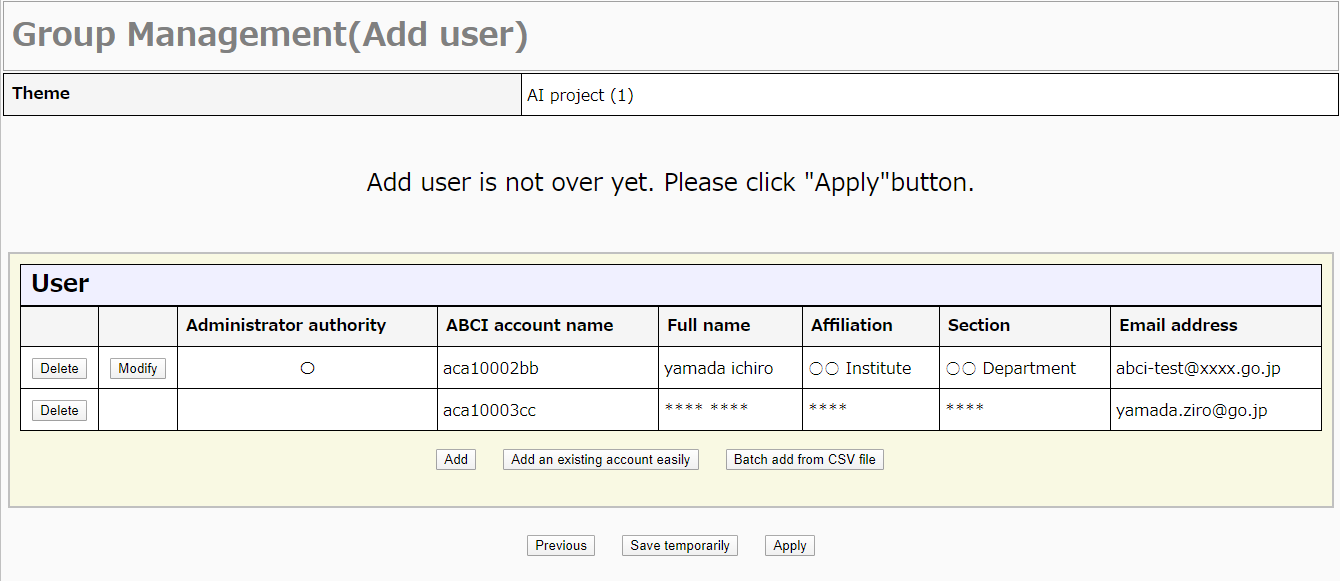 Group Management(Add user)
Theme AI project (1)
Add user is not over yet. Please click "Apply"button.
User
Administrator authority ABCI account name Full name Affiliation Section Email address
Delete Modify ○ aca10002bb yamada ichiro ○○ Institute ○○ Department abci-test@xxxx.go.jp
Delete aca10003cc **** **** **** **** yamada.ziro@go.jp
Add Add an existing account easily Batch add from CSV file
Previous Save temporarily Apply